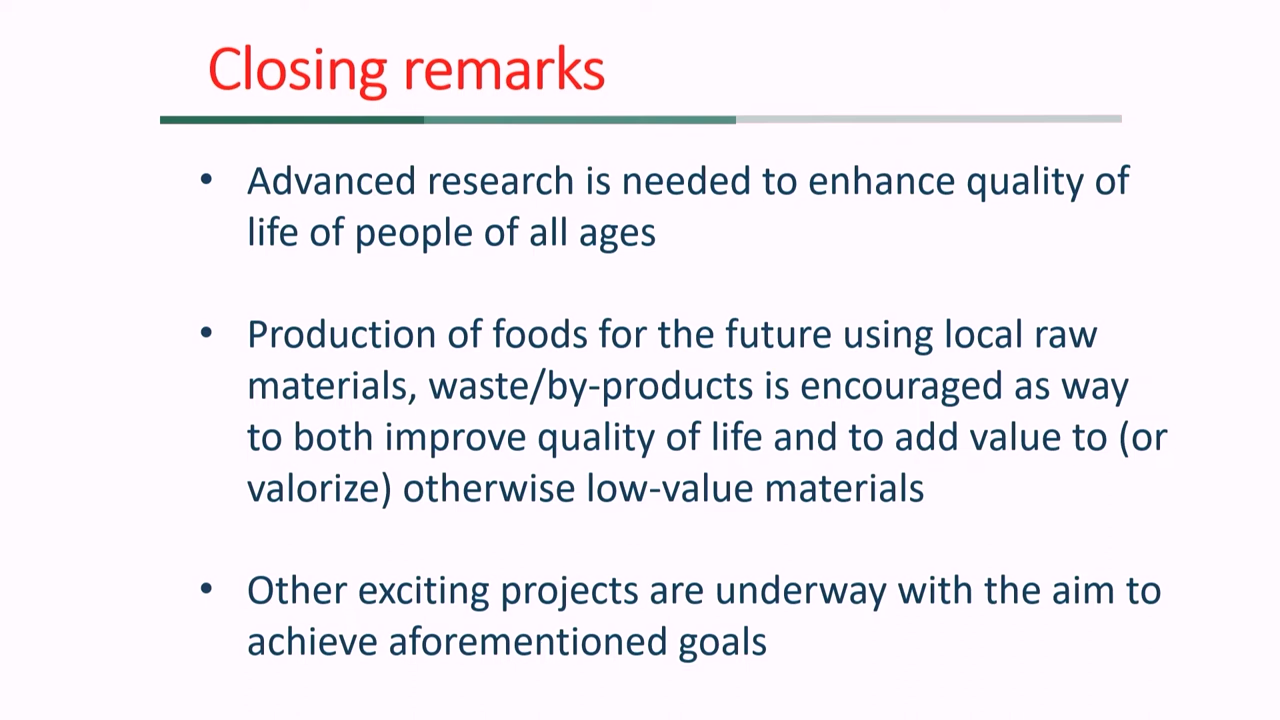 Closing remarks
• Advanced research is needed to enhance quality of
life of people of all ages
• Production of foods for the future using local raw
materials, waste/by-products is encouraged as way
to both improve quality of life and to add value to (or
valorize) otherwise low-value materials
• Other exciting projects are underway with the aim to
achieve aforementioned goals